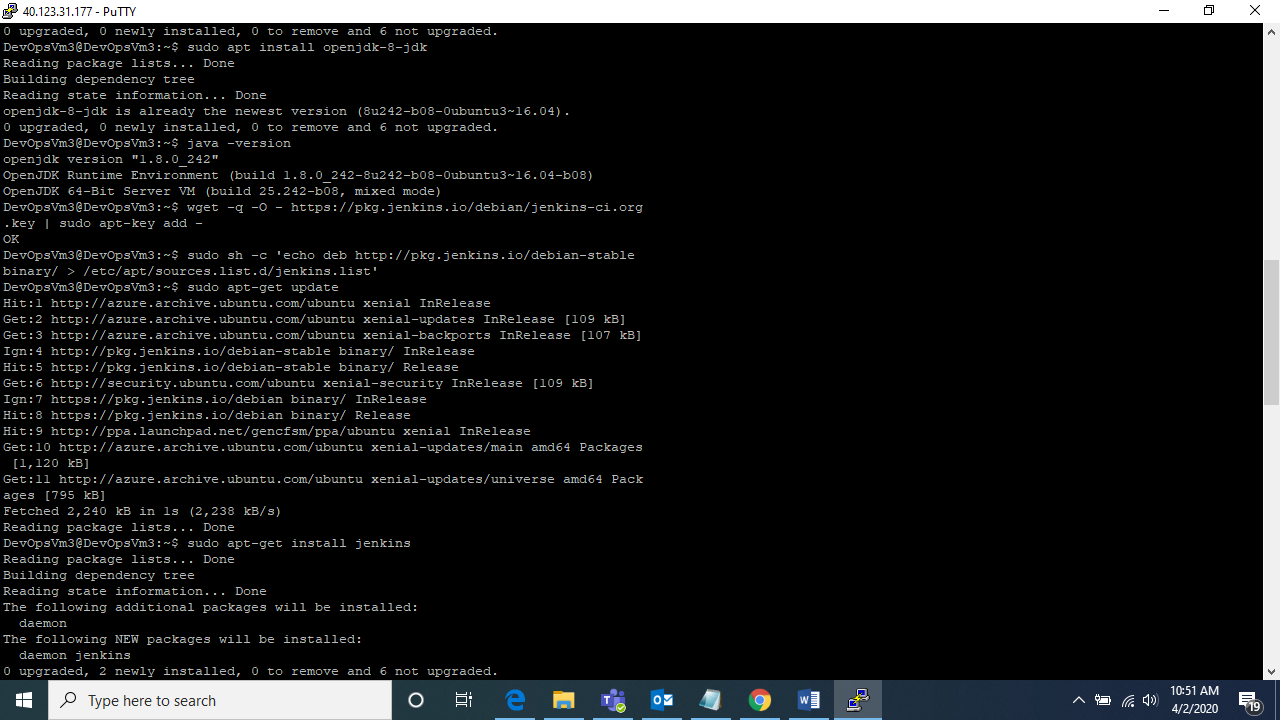 40.123.31.177 - PuTTY
0 upgraded, 0 newly installed, 0 to remove and 6 not upgraded.
DevOpsVm3@DevOpsVm3:~$ sudo apt install openjdk-8-jdk
Reading package lists... Done
Building dependency tree
Reading state information... Done
openjdk-8-jdk is already the newest version (8u242-b08-0ubuntu3~16.04).
0 upgraded, 0 newly installed, 0 to remove and 6 not upgraded.
DevOpsVm3@DevOpsVm3:~$ java -version
openjdk version "1.8.0_242"
OpenJDK Runtime Environment (build 1.8.0_242-8u242-b08-0ubuntu3~16.04-b08)
OpenJDK 64-Bit Server VM (build 25.242-b08, mixed mode)
DevOpsVm3@DevOpsVm3:~$ wget -q -O - https://pkg.jenkins.io/debian/jenkins-ci.org
.key | sudo apt-key add -
OK
DevOpsVm3@DevOpsVm3:~$ sudo sh -c 'echo deb http://pkg.jenkins.io/debian-stable
binary/ > /etc/apt/sources.list.d/jenkins.list'
DevOpsVm3@DevOpsVm3:~$ sudo apt-get update
Hit:1 http://azure.archive.ubuntu.com/ubuntu xenial InRelease
Get:2 http://azure.archive.ubuntu.com/ubuntu xenial-updates InRelease [109 kB]
Get:3 http://azure.archive.ubuntu.com/ubuntu xenial-backports InRelease [107 kB]
Ign:4 http://pkg.jenkins.io/debian-stable binary/ InRelease
Hit:5 http://pkg.jenkins.io/debian-stable binary/ Release
Get:6 http://security.ubuntu.com/ubuntu xenial-security InRelease [109 kB]
Ign:7 https://pkg.jenkins.io/debian binary/ InRelease
Hit:8 https://pkg.jenkins.io/debian binary/ Release
Hit:9 http://ppa.launchpad.net/gencfsm/ppa/ubuntu xenial InRelease
Get:10 http://azure.archive.ubuntu.com/ubuntu xenial-updates/main amd64 Packages
[1,120 kB]
Get:11 http://azure.archive.ubuntu.com/ubuntu xenial-updates/universe amd64 Pack
ages [795 kB]
Fetched 2,240 kB in 1s (2,238 kB/s)
Reading package lists... Done
DevOpsVm3@DevOpsVm3:~$ sudo apt-get install jenkins
Reading package lists... Done
Building dependency tree
Reading state information... Done
The following additional packages will be installed:
daemon
The following NEW packages will be installed:
daemon jenkins
0 upgraded, 2 newly installed, 0 to remove and 6 not upgraded.
Type here to search
10:51 AM
4/2/2020
19